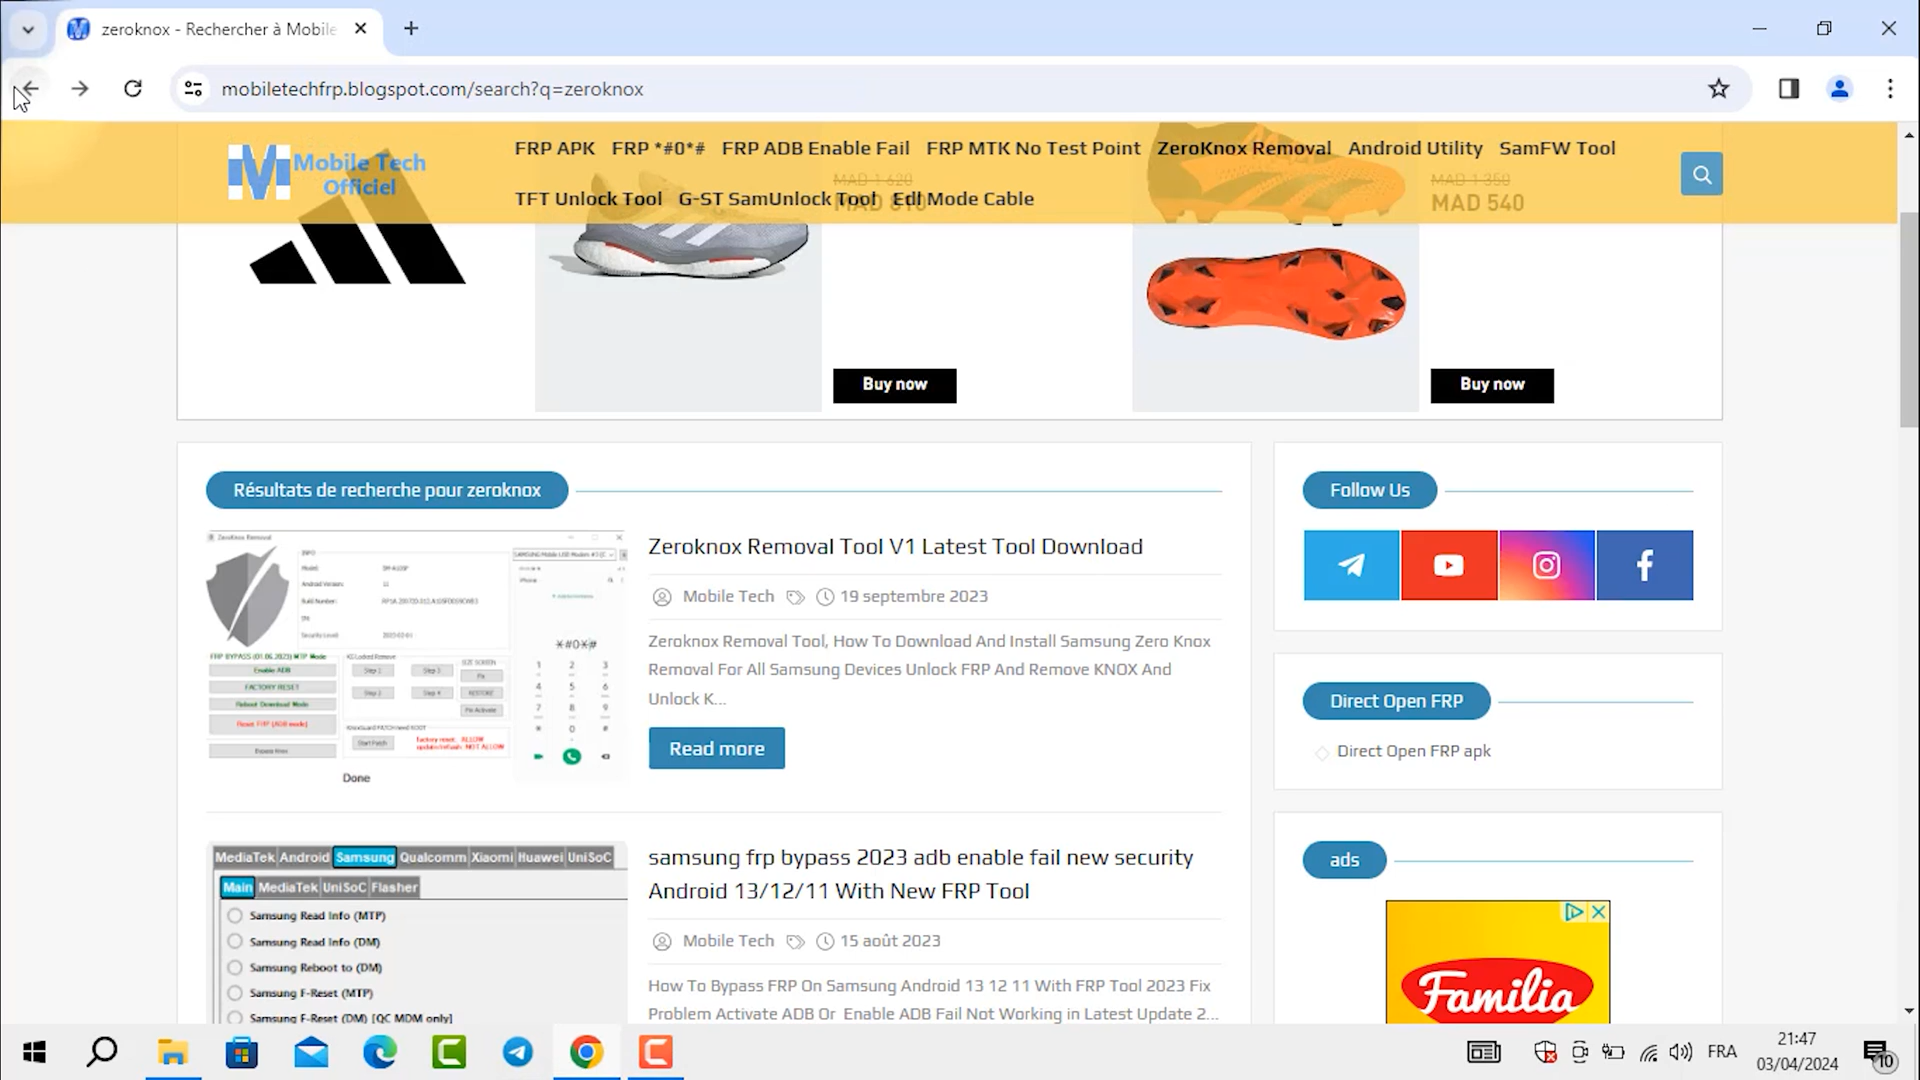 zeroknox - Rechercher à Mobile
mobiletechfrp.blogspot.com/search?q=zeroknox
Mobile Tech
Officiel
FRP APK FRP *#0*# FRP ADB Enable Fail FRP MTK No Test Point ZeroKnox Removal Android Utility SamFW Tool
TFT Unlock Tool G-ST SamUnlock Tool Edl Mode Cable
MAD 1 620
MAD 810
MAD 1 350
MAD 540
Buy now
Buy now
Résultats de recherche pour zeroknox
ZeroKnox Removal
INFO
Model:
Android Version:
Build Number:
Security Level:
FRP BYPASS (01.06.2023) MTP Mode
Enable ADB
FACTORY RESET
Reboot Download Mode
Reset FRP (ADB mode)
Bypass Knox
KG Locked Remove
Step 1
Step 3
Step 2
Step 4
SIZE SCREEN
Fix
RESTORE
Fix Activate
Start Patch
factory reset: ALLOW
update/reflash: NOT ALLOW
*#0*#
1 2 3
4 5 6
7 8 9
* 0 #
Done
Zeroknox Removal Tool V1 Latest Tool Download
Mobile Tech 19 septembre 2023
Zeroknox Removal Tool, How To Download And Install Samsung Zero Knox
Removal For All Samsung Devices Unlock FRP And Remove KNOX And
Unlock K...
Read more
MediaTek Android Samsung Qualcomm Xiaomi Huawei UniSoC
Main MediaTek UniSoC Flasher
Samsung Read Info (MTP)
Samsung Read Info (DM)
Samsung Reboot to (DM)
Samsung F-Reset (MTP)
Samsung F-Reset (DM) [QC MDM only]
samsung frp bypass 2023 adb enable fail new security
Android 13/12/11 With New FRP Tool
Mobile Tech 15 août 2023
How To Bypass FRP On Samsung Android 13 12 11 With FRP Tool 2023 Fix
Problem Activate ADB Or Enable ADB Fail Not Working in Latest Update 2...
Follow Us
Direct Open FRP
Direct Open FRP apk
ads
Familia
FRA
21:47
03/04/2024
10